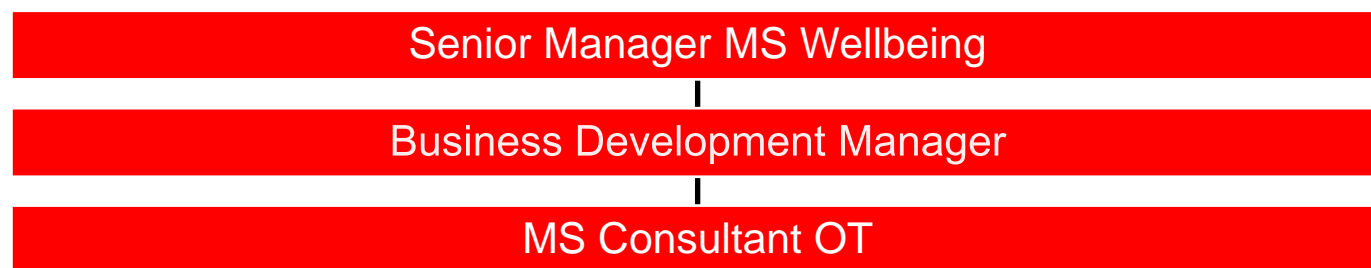 Senior Manager MS Wellbeing
Business Development Manager
MS Consultant OT